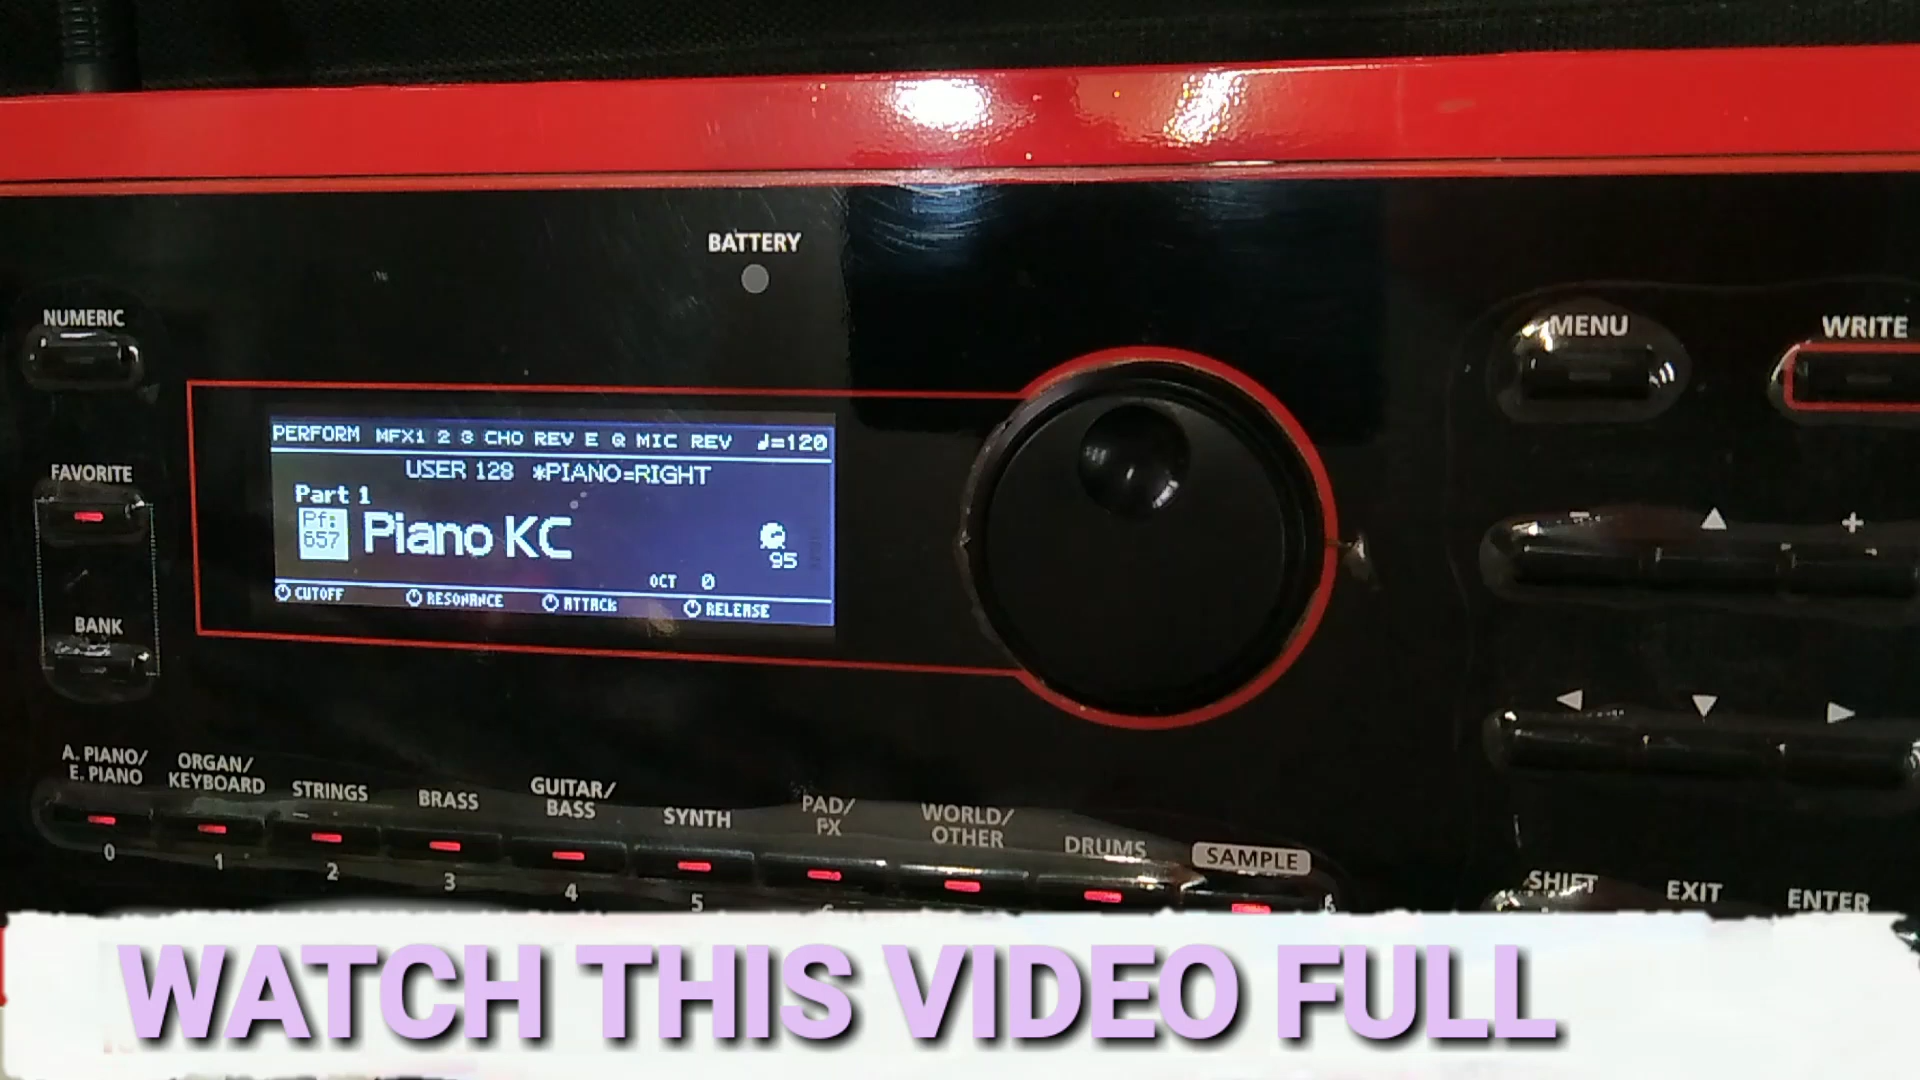 BATTERY
NUMERIC
MENU
WRITE
PERFORM MFX1 2 3 CHO REV E Q MIC REV ♩=120
USER 128 *PIANO=RIGHT
Part 1
Pf:
657
Piano KC
95
OCT 0
CUTOFF RESONANCE ATTACK RELEASE
FAVORITE
BANK
- ▲ +
◀ ▼ ▶
A. PIANO/
E. PIANO
ORGAN/
KEYBOARD
STRINGS
BRASS
GUITAR/
BASS
SYNTH
PAD/
FX
WORLD/
OTHER
DRUMS
SAMPLE
0 1 2 3 4 5
SHIFT
EXIT
ENTER
WATCH THIS VIDEO FULL